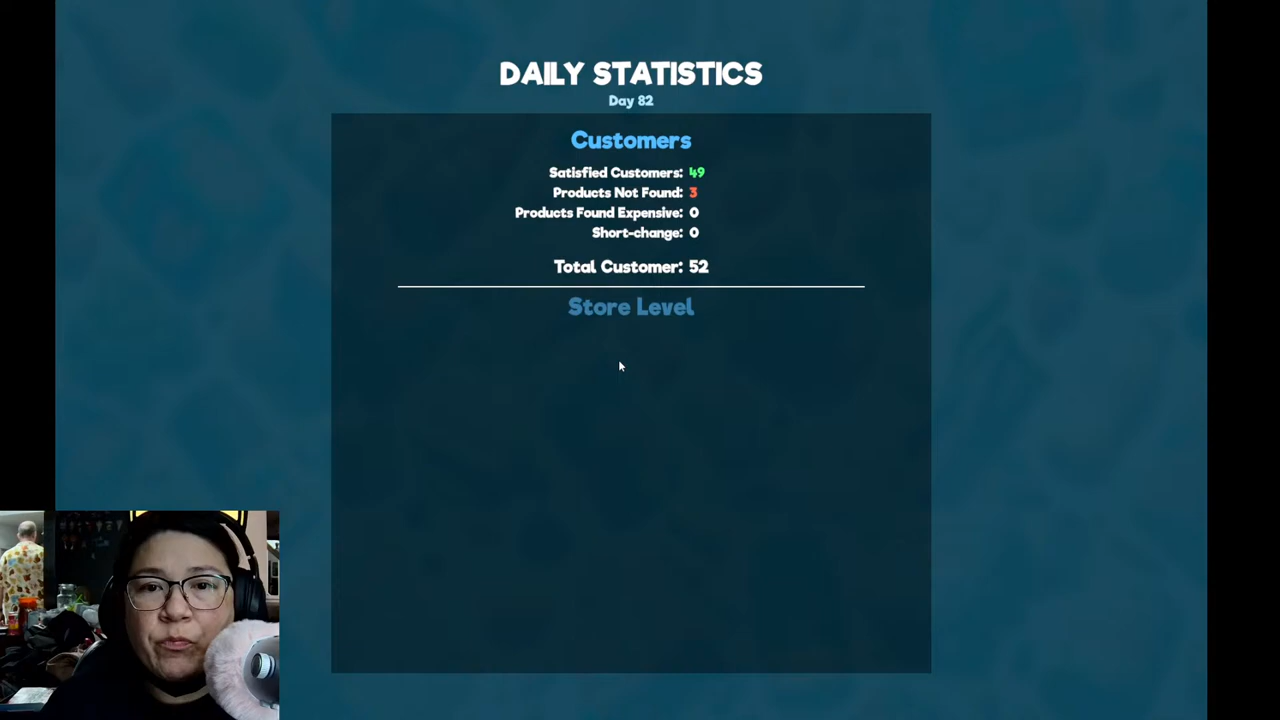 DAILY STATISTICS
Day 82
Customers
Satisfied Customers: 49
Products Not Found: 3
Products Found Expensive: 0
Short-change: 0
Total Customer: 52
Store Level